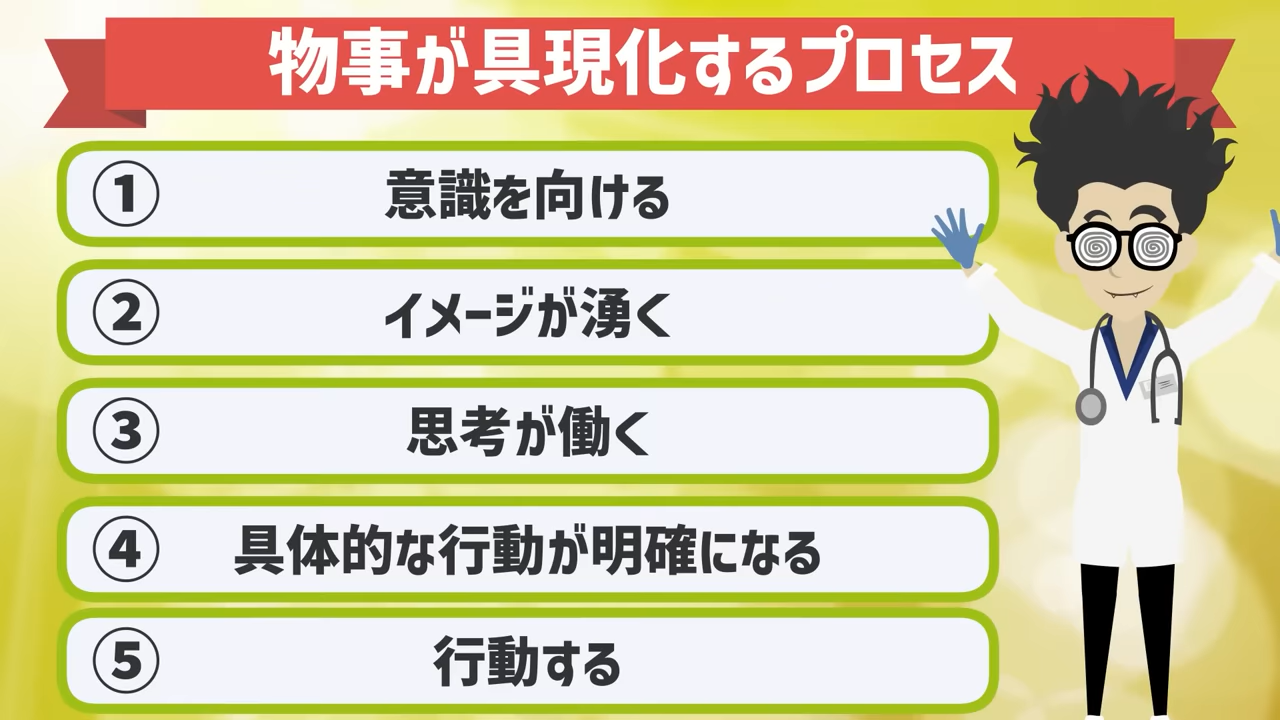 物事が具現化するプロセス
① 意識を向ける
② イメージが湧く
③ 思考が働く
④ 具体的な行動が明確になる
⑤ 行動する